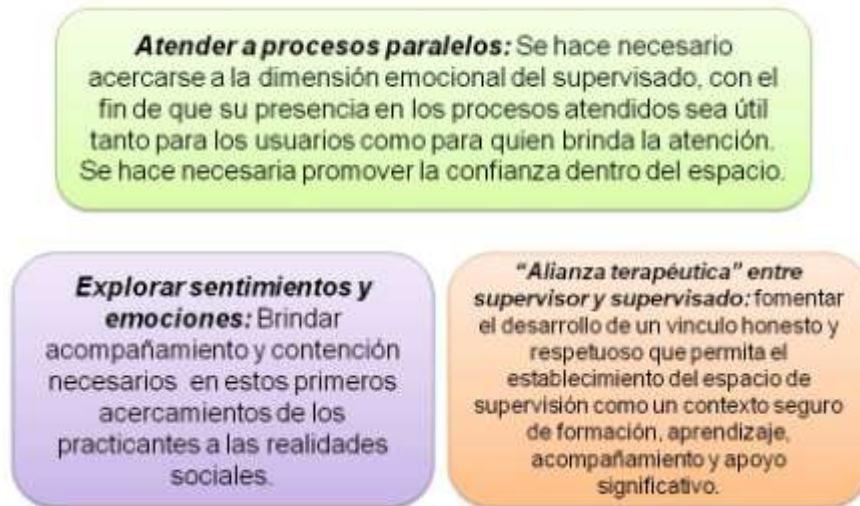 Atender a procesos paralelos: Se hace necesario
acercarse a la dimensión emocional del supervisado, con el
fin de que su presencia en los procesos atendidos sea útil
tanto para los usuarios como para quien brinda la atención.
Se hace necesaria promover la confianza dentro del espacio.
Explorar sentimientos y
emociones: Brindar
acompañamiento y contención
necesarios en estos primeros
acercamientos de los
practicantes a las realidades
sociales.
"Alianza terapéutica" entre
supervisor y supervisado: fomentar
el desarrollo de un vinculo honesto y
respetuoso que permita el
establecimiento del espacio de
supervisión como un contexto seguro
de formación, aprendizaje,
acompañamiento y apoyo
significativo.